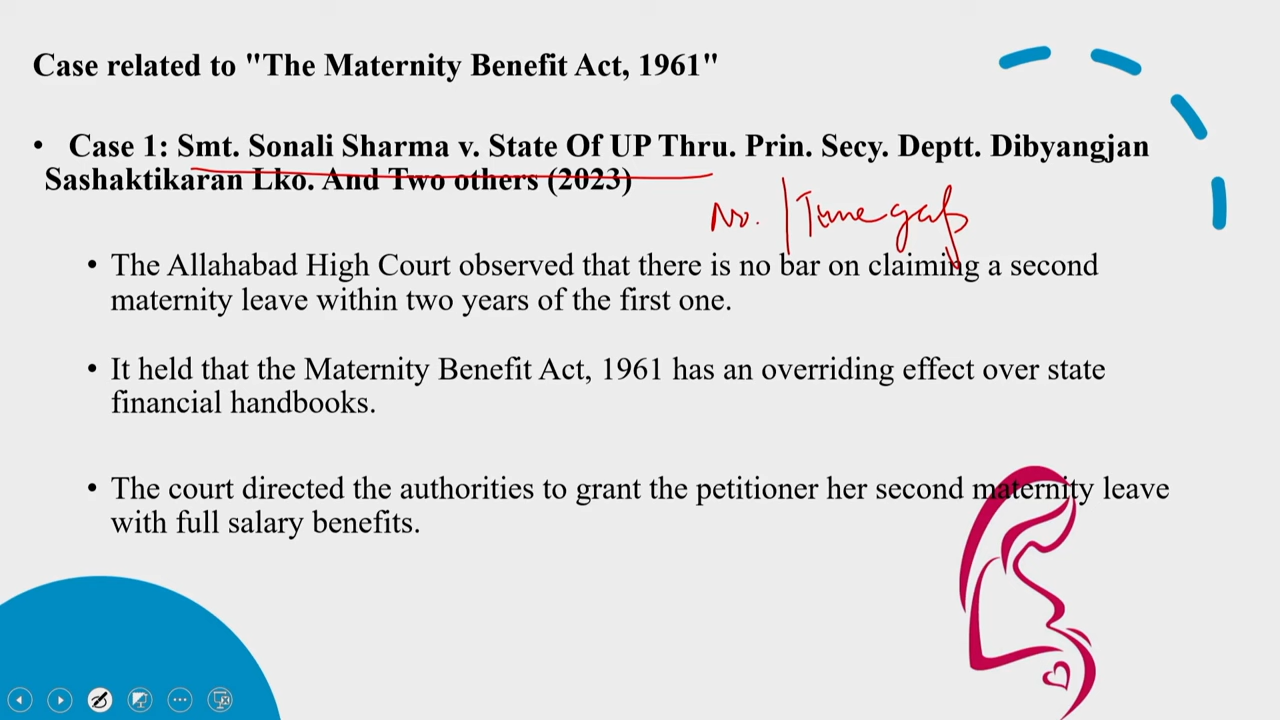 Case related to "The Maternity Benefit Act, 1961"
• Case 1: Smt. Sonali Sharma v. State Of UP Thru. Prin. Secy. Deptt. Dibyangjan
Sashaktikaran Lko. And Two others (2023)
No. | Time gap
• The Allahabad High Court observed that there is no bar on claiming a second
maternity leave within two years of the first one.
• It held that the Maternity Benefit Act, 1961 has an overriding effect over state
financial handbooks.
• The court directed the authorities to grant the petitioner her second maternity leave
with full salary benefits.